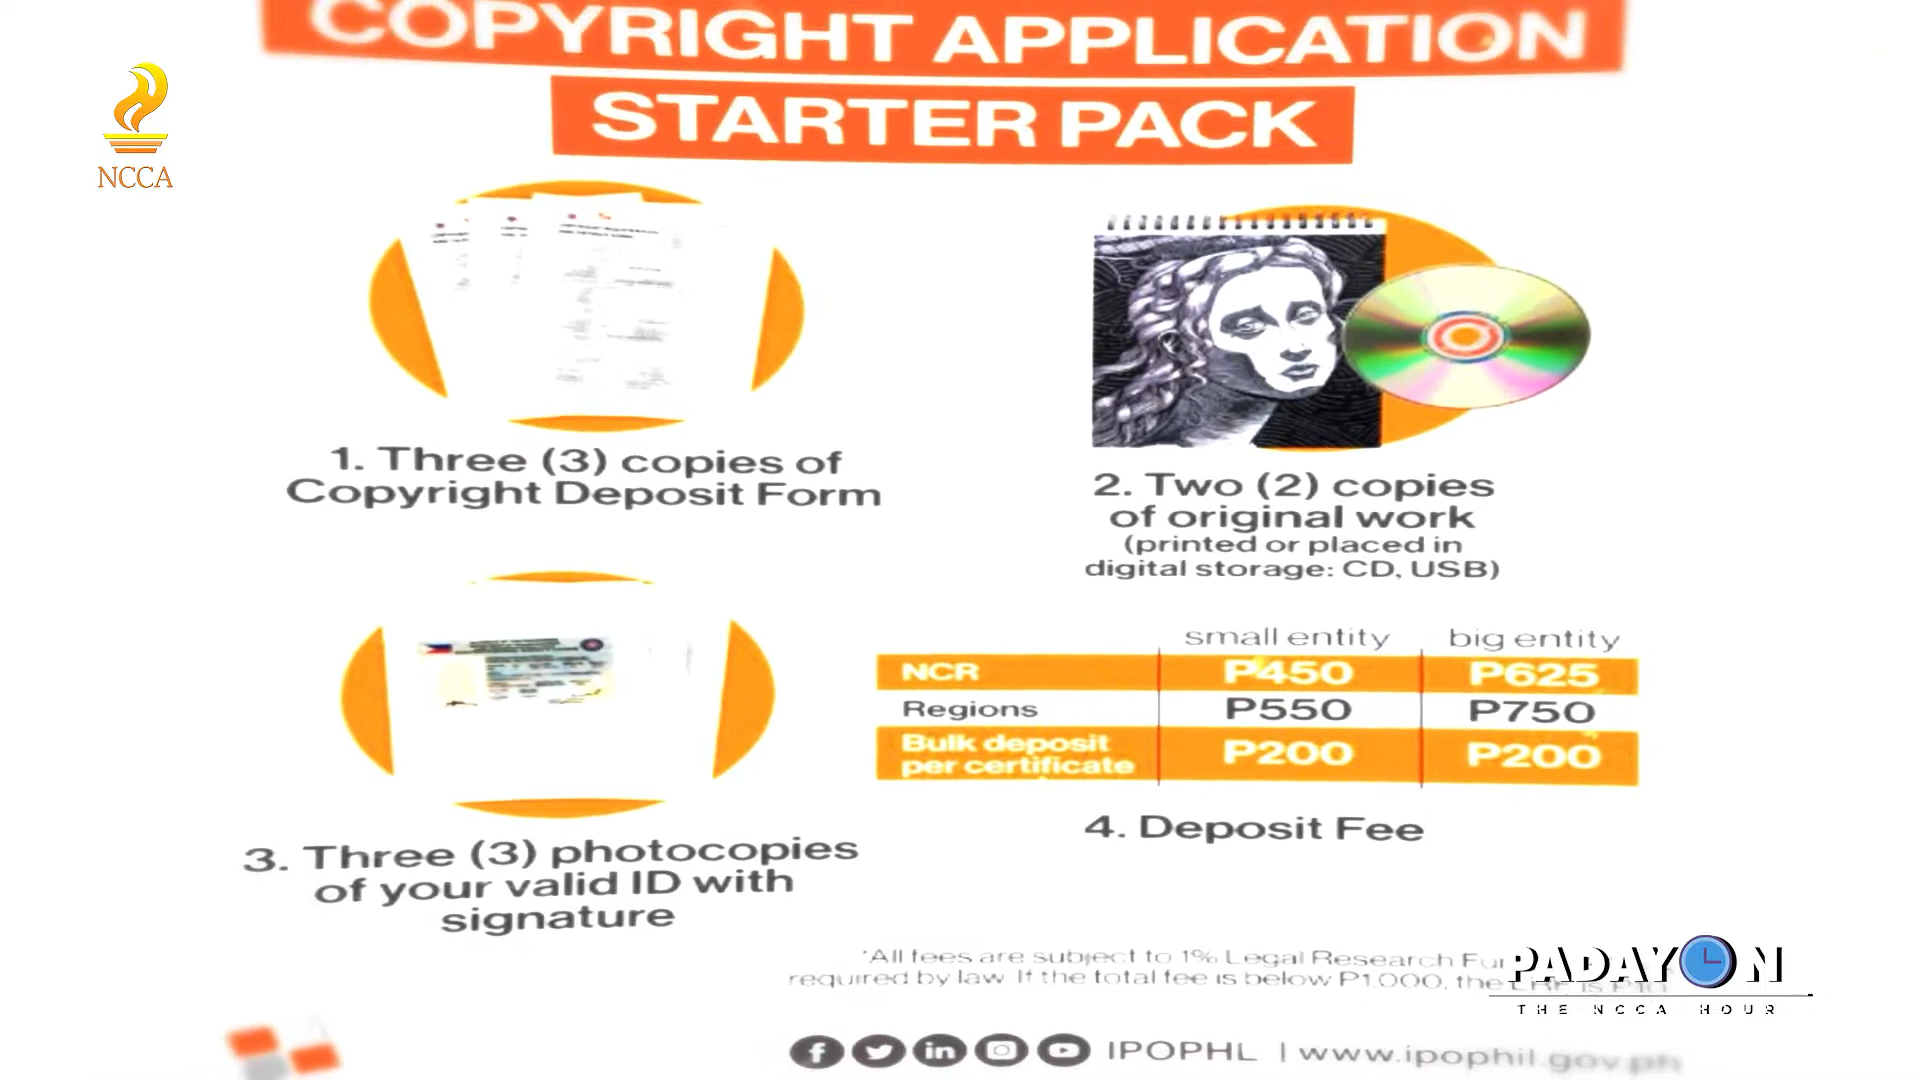 COPYRIGHT APPLICATION
STARTER PACK
NCCA
1. Three (3) copies of
Copyright Deposit Form
2. Two (2) copies
of original work
(printed or placed in
digital storage: CD, USB)
3. Three (3) photocopies
of your valid ID with
signature
small entity big entity
NCR P450 P625
Regions P550 P750
Bulk deposit
per certificate P200 P200
4. Deposit Fee
*All fees are subject to 1% Legal Research
required by law. If the total fee is below P1,000, the
PADAYON
THE NCCA HOUR
IPOPHL | www.ipophil.gov.ph